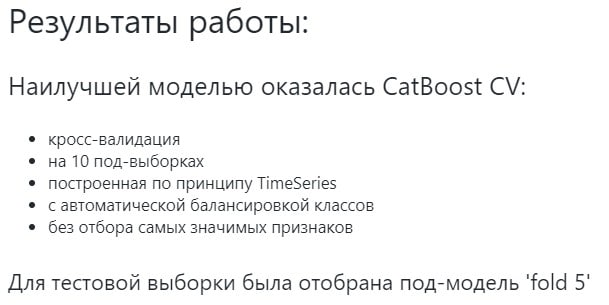 Результаты работы:
Наилучшей моделью оказалась CatBoost CV:
• кросс-валидация
• на 10 под-выборках
• построенная по принципу TimeSeries
• с автоматической балансировкой классов
• без отбора самых значимых признаков
Для тестовой выборки была отобрана под-модель 'fold 5'